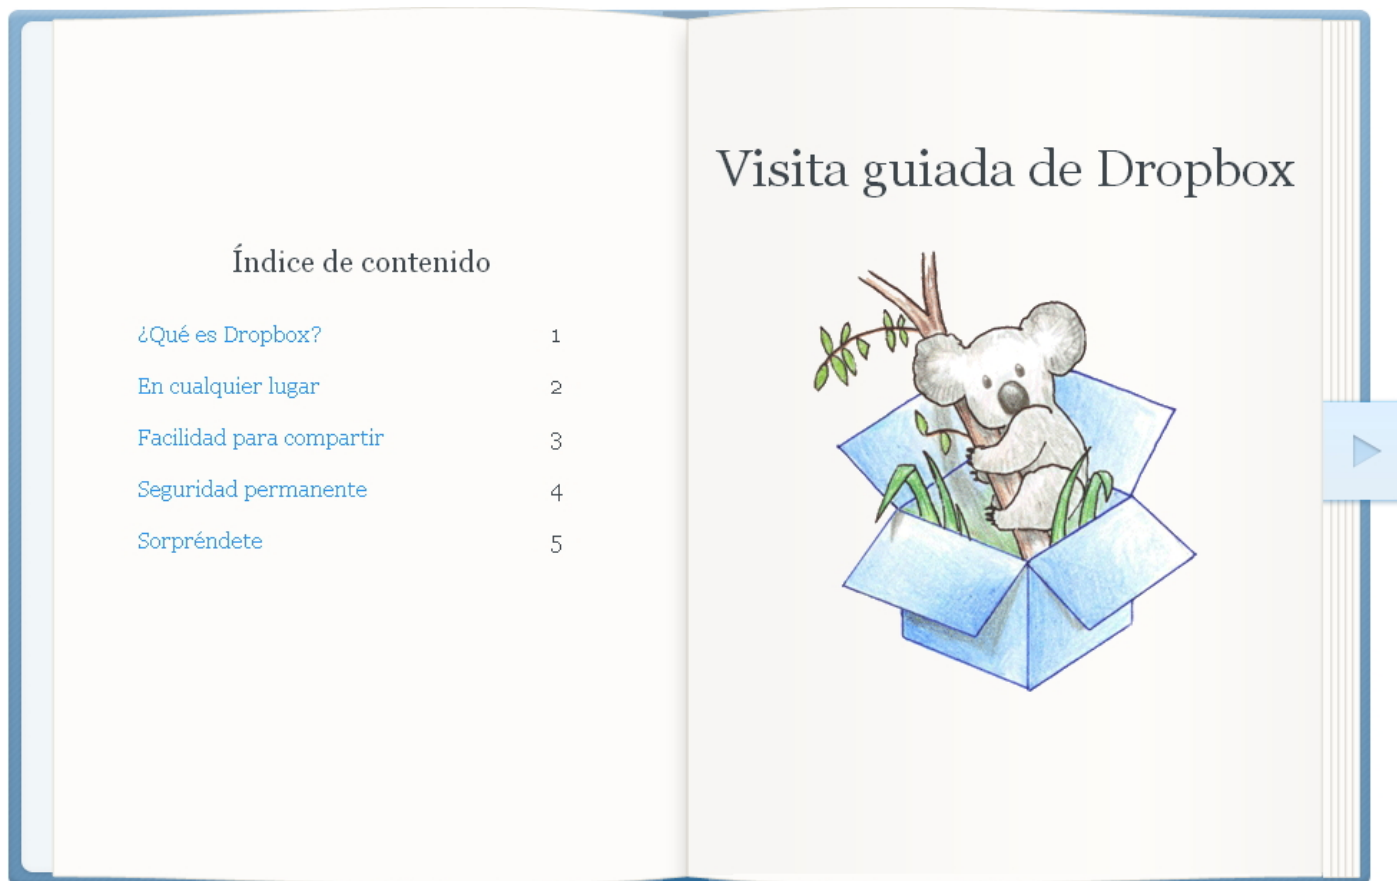 Índice de contenido
¿Qué es Dropbox? 1
En cualquier lugar 2
Facilidad para compartir 3
Seguridad permanente 4
Sorpréndete 5
Visita guiada de Dropbox